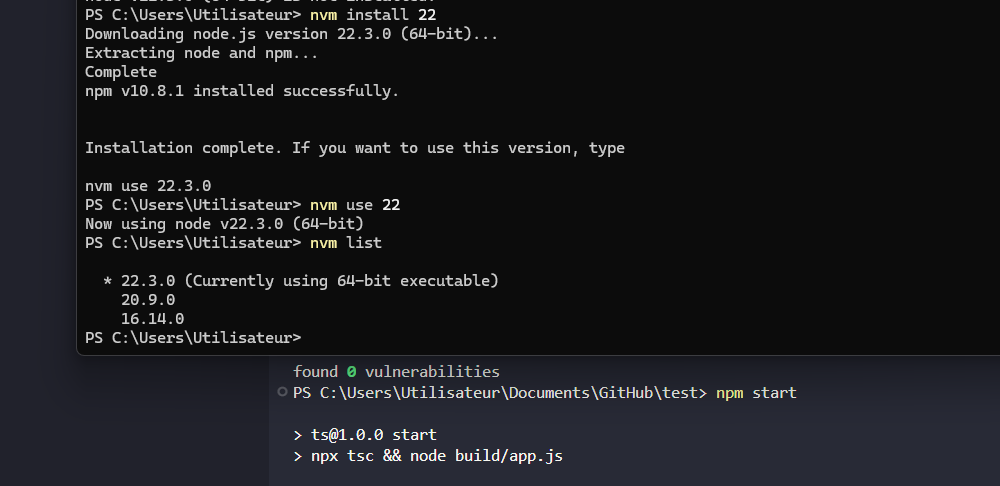 PS C:\Users\Utilisateur> nvm install 22
Downloading node.js version 22.3.0 (64-bit)...
Extracting node and npm...
Complete
npm v10.8.1 installed successfully.
Installation complete. If you want to use this version, type
nvm use 22.3.0
PS C:\Users\Utilisateur> nvm use 22
Now using node v22.3.0 (64-bit)
PS C:\Users\Utilisateur> nvm list
* 22.3.0 (Currently using 64-bit executable)
20.9.0
16.14.0
PS C:\Users\Utilisateur>
found 0 vulnerabilities
PS C:\Users\Utilisateur\Documents\GitHub\test> npm start
> ts@1.0.0 start
> npx tsc && node build/app.js